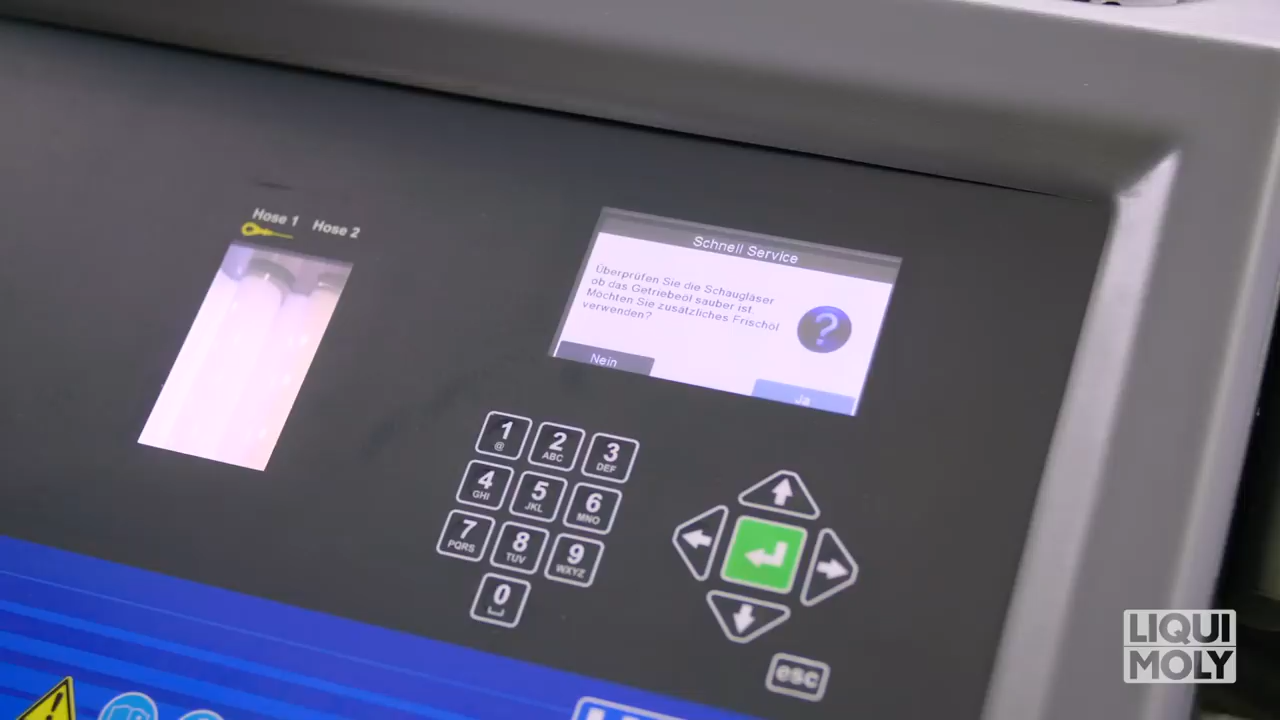 Hose 1 Hose 2
Schnell Service
Überprüfen Sie die Schaugläser
ob das Getriebeöl sauber ist.
Möchten Sie zusätzliches Frischöl
verwenden?
Nein
Ja
1 2 3
@ ABC DEF
4 5 6
GHI JKL MNO
7 8 9
PQRS TUV WXYZ
0
esc
LIQUI
MOLY